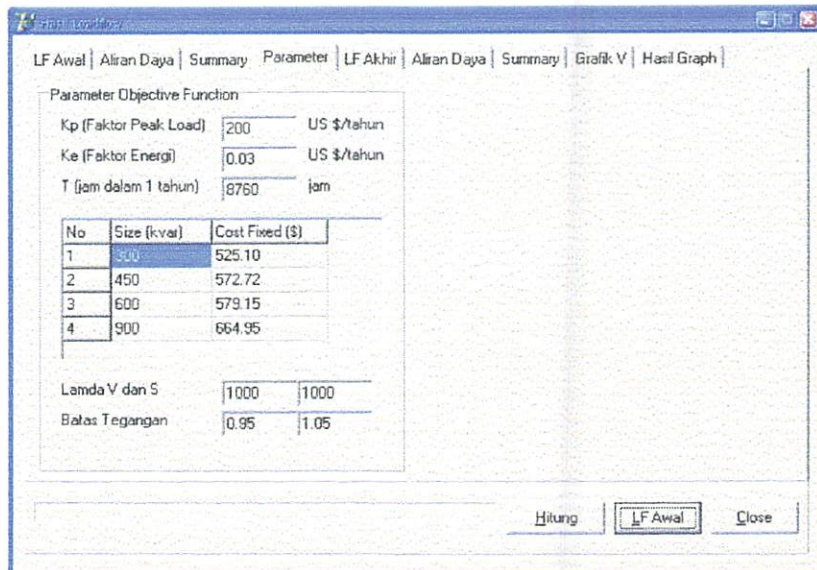 Hasil Loadflow
LF Awal Aliran Daya Summary Parameter LF Akhir Aliran Daya Summary Grafik V Hasil Graph
Parameter Objective Function
Kp (Faktor Peak Load) 200 US $/tahun
Ke (Faktor Energi) 0.03 US $/tahun
T (jam dalam 1 tahun) 8760 jam
No Size (kvar) Cost Fixed ($)
1 300 525.10
2 450 572.72
3 600 579.15
4 900 664.95
Lamda V dan S 1000 1000
Batas Tegangan 0.95 1.05
Hitung LF Awal Close